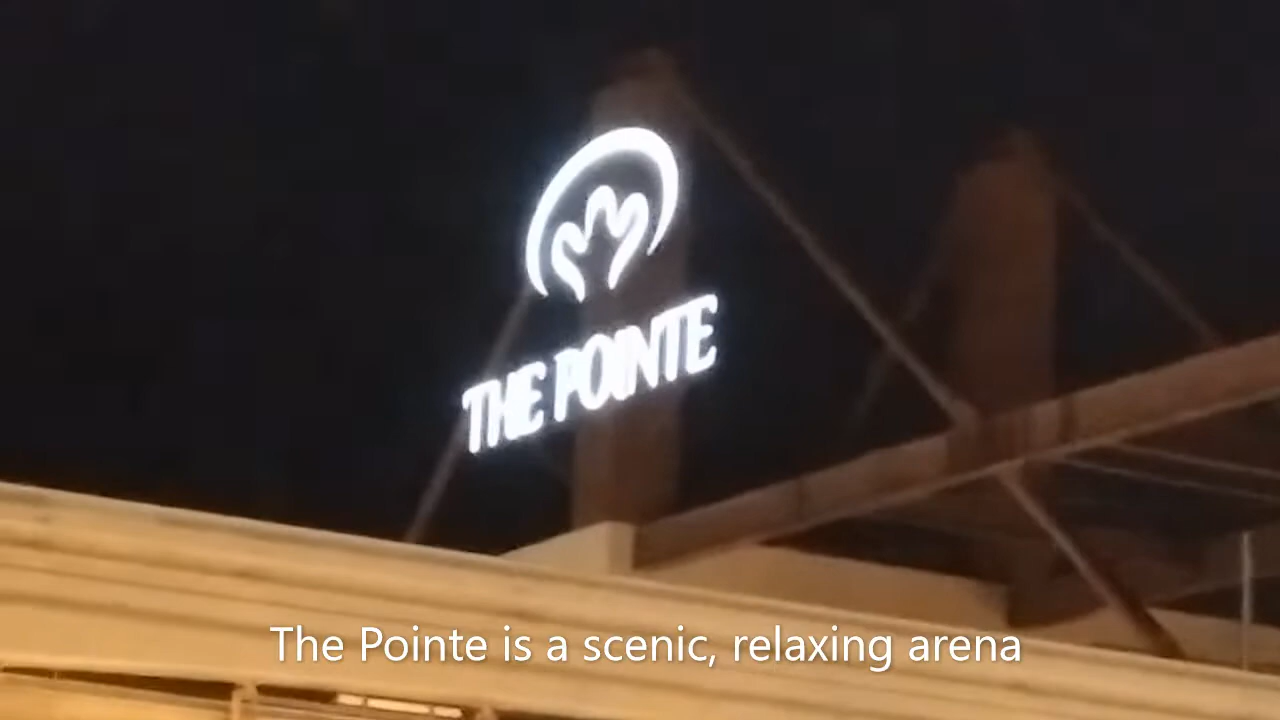 THE POINTE
The Pointe is a scenic, relaxing arena